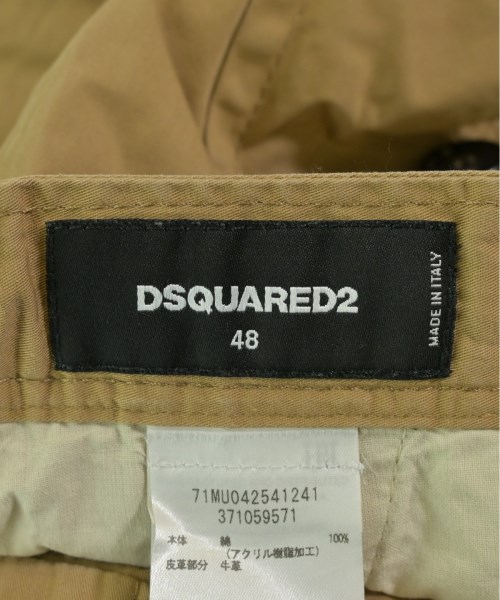 DSQUARED2
48
MADE IN ITALY
71MU042541241
371059571
本体 綿 100%
(アクリル樹脂加工)
皮革部分 牛革